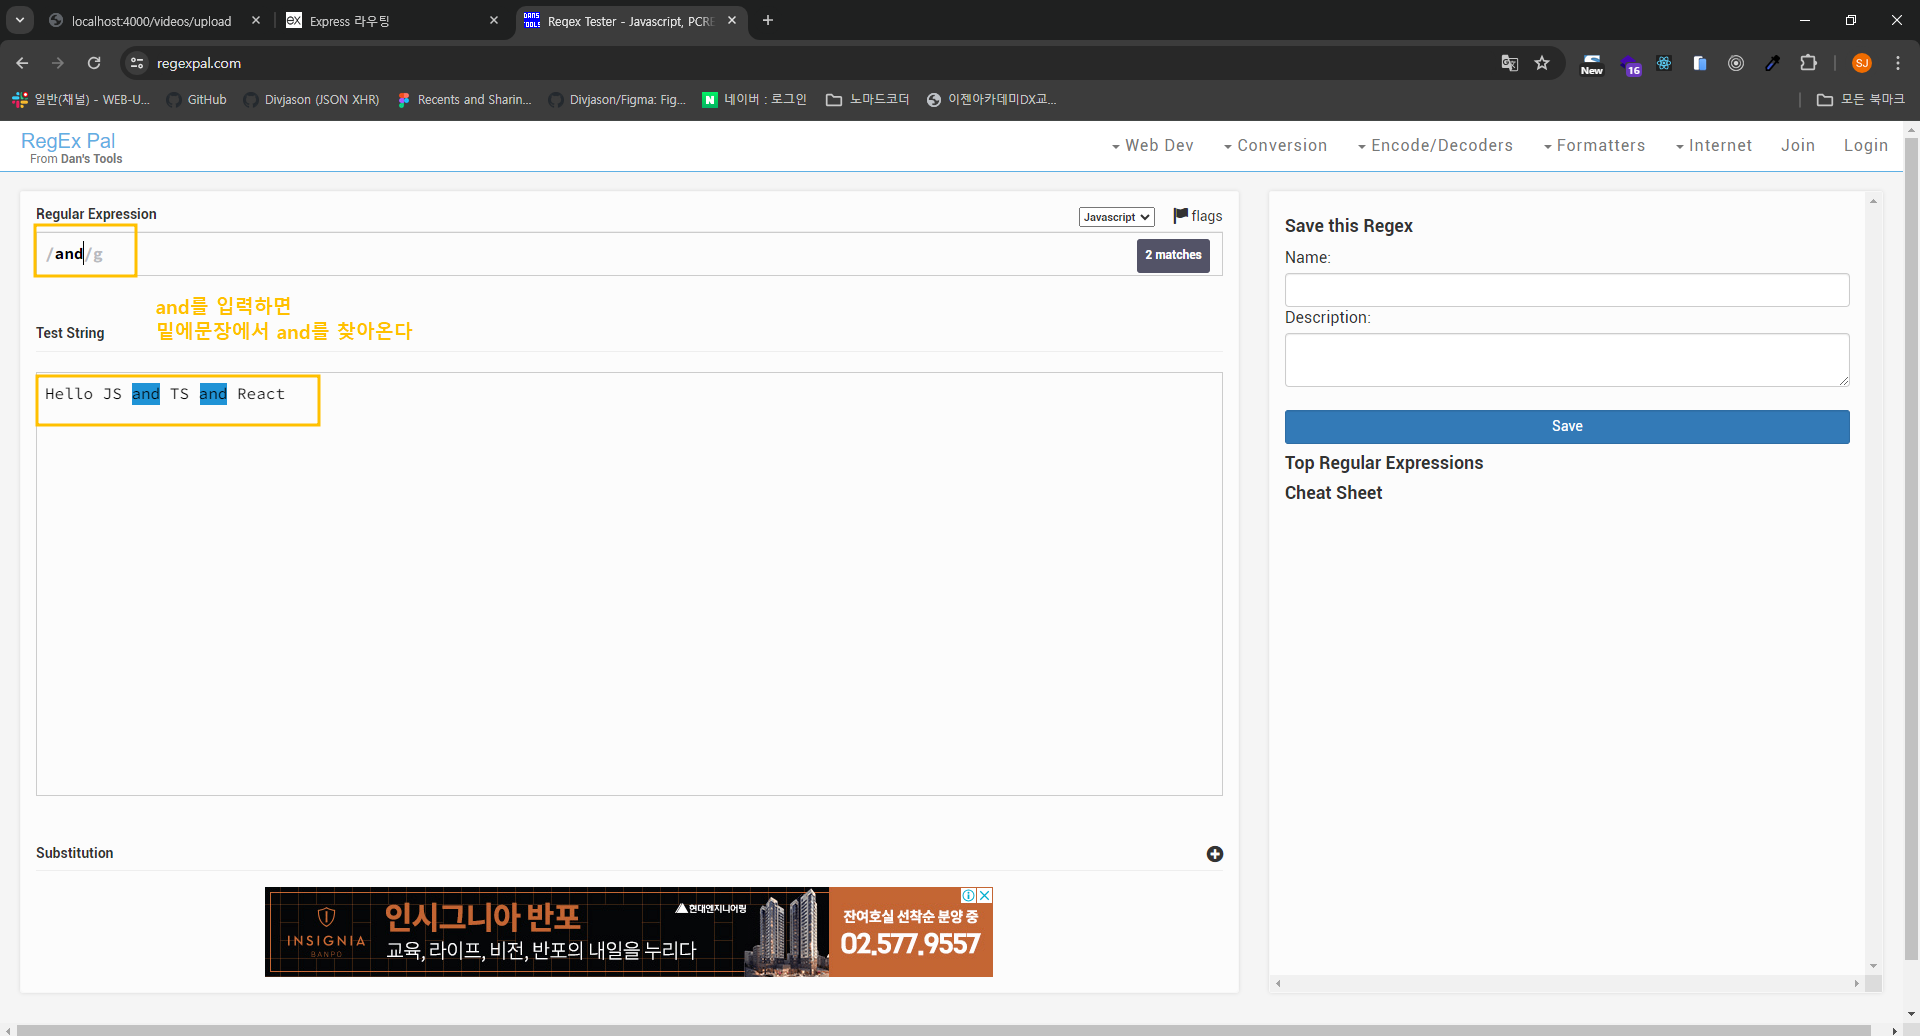 localhost:4000/videos/upload
Express 라우팅
Regex Tester - Javascript, PCRE
regexpal.com
New
16
SJ
일반(채널) - WEB-U...
GitHub
Divjason (JSON XHR)
Recents and Sharin...
Divjason/Figma: Fig...
네이버 : 로그인
노마드코더
이젠아카데미DX교...
모든 북마크
RegEx Pal
From Dan's Tools
Web Dev
Conversion
Encode/Decoders
Formatters
Internet
Join
Login
Regular Expression
Javascript
flags
/and/g
2 matches
and를 입력하면
밑에문장에서 and를 찾아온다
Test String
Hello JS and TS and React
Substitution
Save this Regex
Name:
Description:
Save
Top Regular Expressions
Cheat Sheet
INSIGNIA
BANPO
인시그니아 반포
교육, 라이프, 비전, 반포의 내일을 누리다
현대엔지니어링
잔여호실 선착순 분양 중
02.577.9557